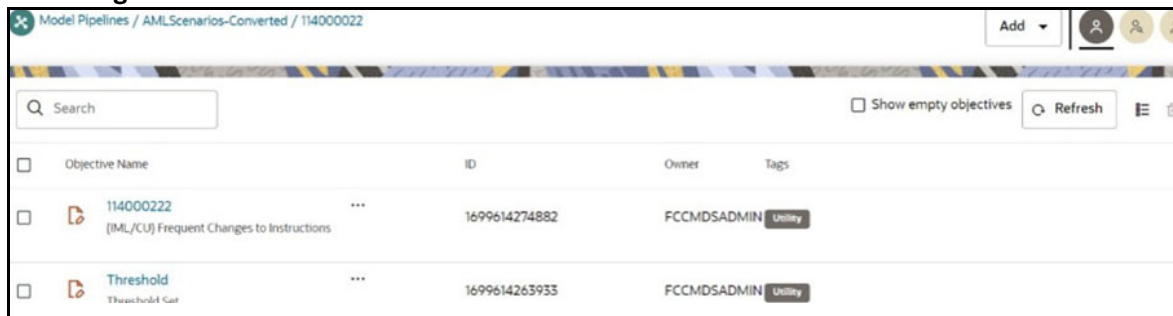 Model Pipelines / AMLScenarios-Converted / 114000022
Add
Search
Show empty objectives
Refresh
Objective Name ID Owner Tags
114000222 ...
(IML/CU) Frequent Changes to Instructions
1699614274882 FCCMDSADMIN Utility
Threshold ...
Threshold Set
1699614263933 FCCMDSADMIN Utility